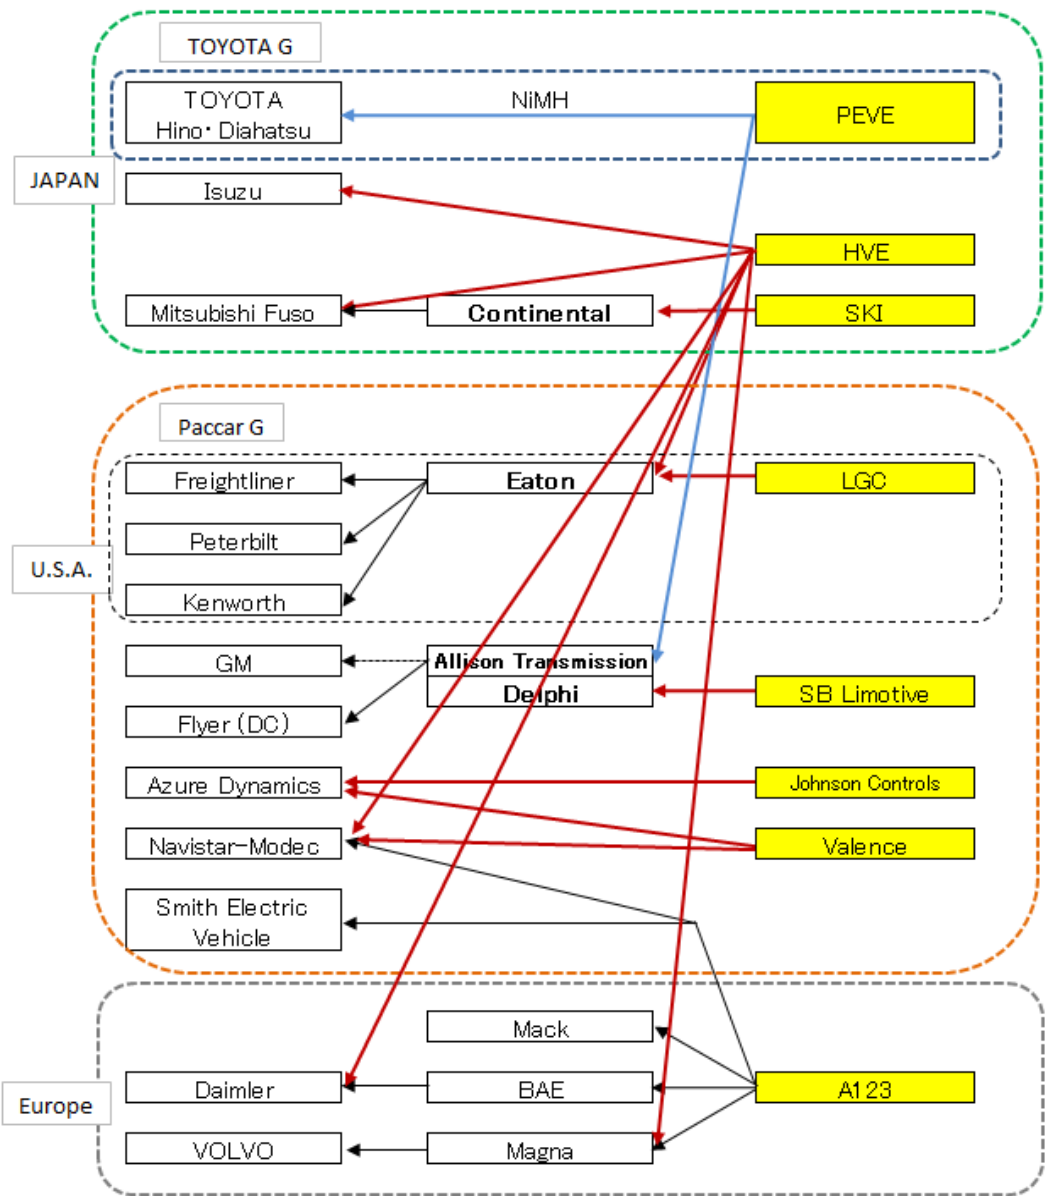 TOYOTA G
TOYOTA
Hino・Diahatsu
NiMH
PEVE
JAPAN
Isuzu
HVE
Mitsubishi Fuso
Continental
SKI
Paccar G
Freightliner
Eaton
LGC
Peterbilt
U.S.A.
Kenworth
GM
Allison Transmission
Delphi
SB Limotive
Flyer (DC)
Azure Dynamics
Johnson Controls
Navistar-Modec
Valence
Smith Electric
Vehicle
Mack
Daimler
BAE
A123
Europe
VOLVO
Magna